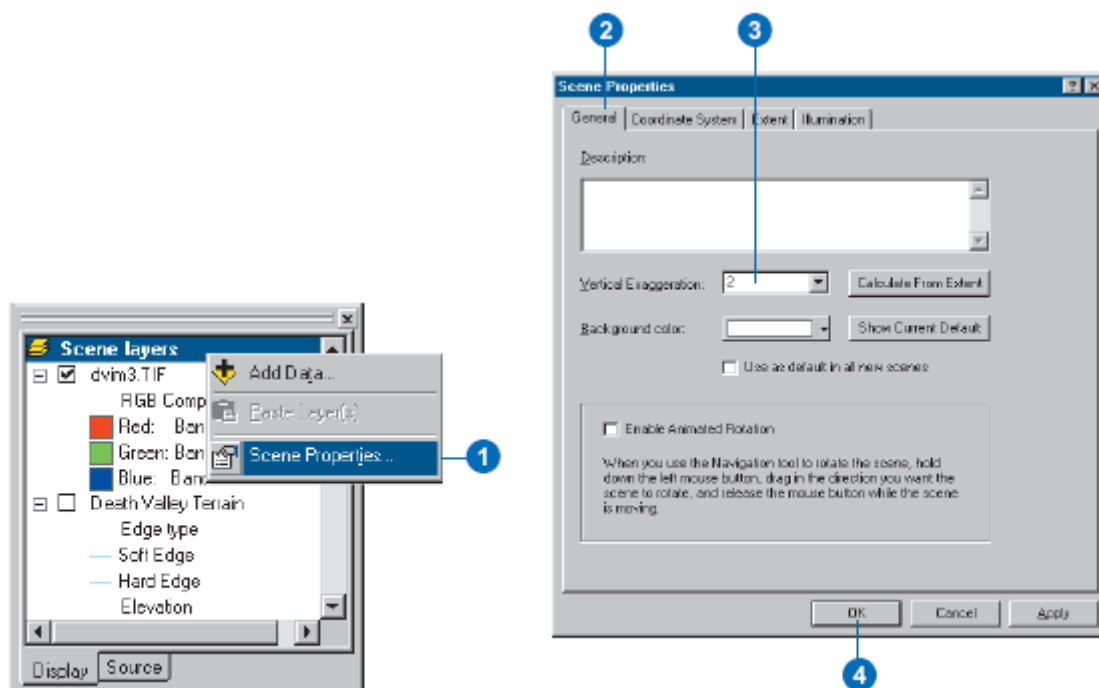 2
3
Scene Properties
General
Coordinate System
Extent
Illumination
Description:
Vertical Exaggeration:
2
Calculate From Extent
Background color:
Show Current Default
Use as default in all new scenes
Enable Animated Rotation
When you use the Navigation tool to rotate the scene, hold
down the left mouse button, drag in the direction you want the
scene to rotate, and release the mouse button while the scene
is moving.
OK
Cancel
Apply
4
Scene layers
dvim3.TIF
RGB Comp
Red: Ban
Green: Ban
Blue: Banc
Death Valley Terrain
Edge type
Soft Edge
Hard Edge
Elevation
Display
Source
Add Data...
Paste Layer(s)
Scene Properties...
1